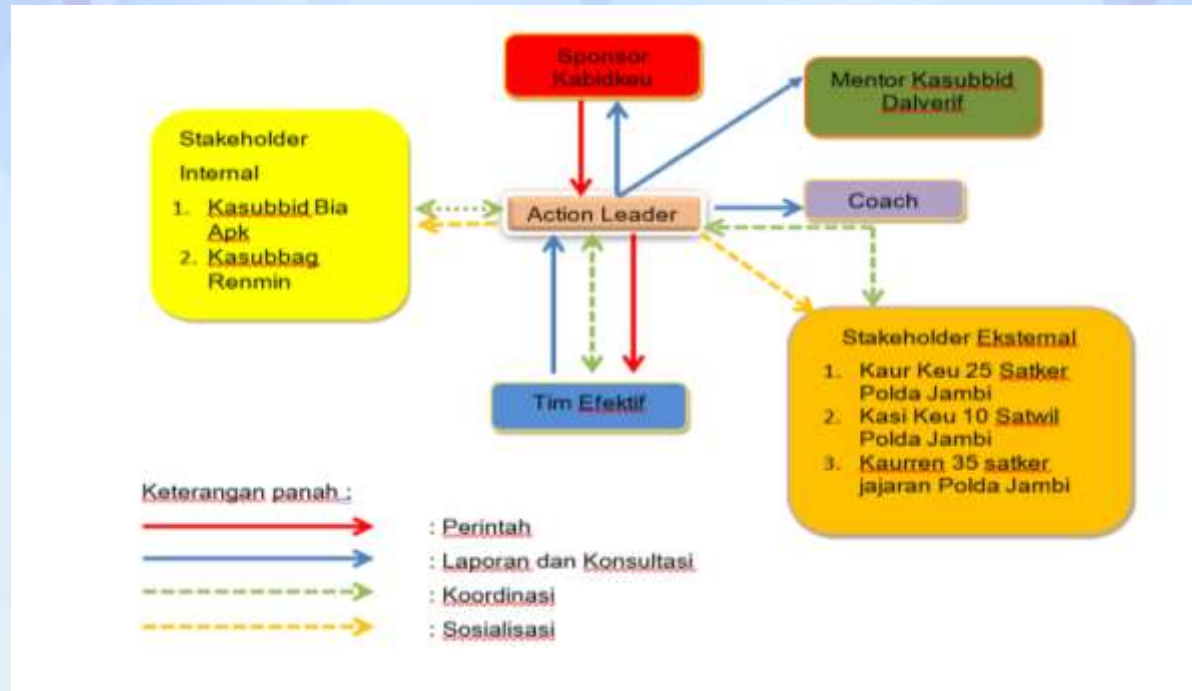 Sponsor
Kabidkeu
Mentor Kasubbid
Dalverif
Stakeholder
Internal
1. Kasubbid Bia
Apk
2. Kasubbag
Renmin
Action Leader
Coach
Tim Efektif
Stakeholder Eksternal
1. Kaur Keu 25 Satker
Polda Jambi
2. Kasi Keu 10 Satwil
Polda Jambi
3. Kaurren 35 satker
jajaran Polda Jambi
Keterangan panah :
: Perintah
: Laporan dan Konsultasi
: Koordinasi
: Sosialisasi